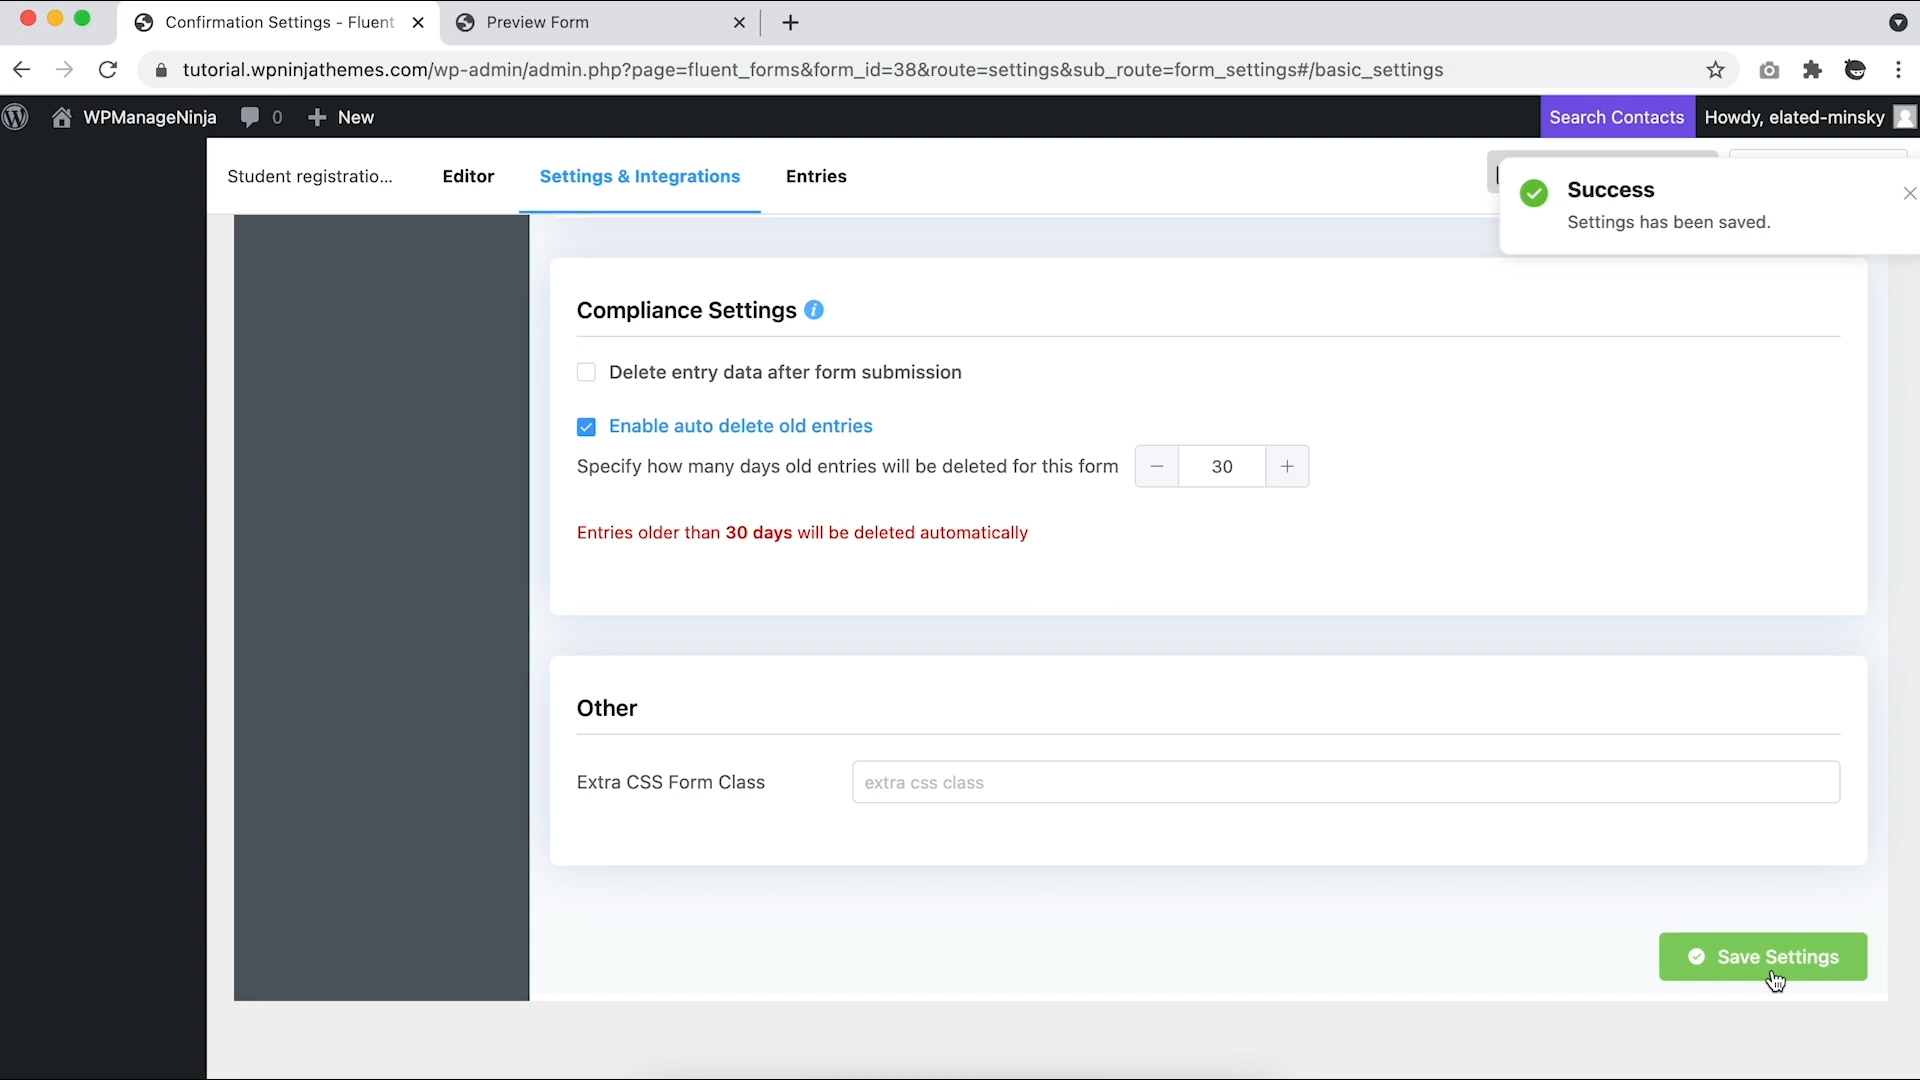 Confirmation Settings - Fluent
Preview Form
tutorial.wpninjathemes.com/wp-admin/admin.php?page=fluent_forms&form_id=38&route=settings&sub_route=form_settings#/basic_settings
WPManageNinja
0
New
Search Contacts
Howdy, elated-minsky
Student registratio...
Editor
Settings & Integrations
Entries
Success
Settings has been saved.
Compliance Settings
Delete entry data after form submission
Enable auto delete old entries
Specify how many days old entries will be deleted for this form
30
Entries older than 30 days will be deleted automatically
Other
Extra CSS Form Class
extra css class
Save Settings